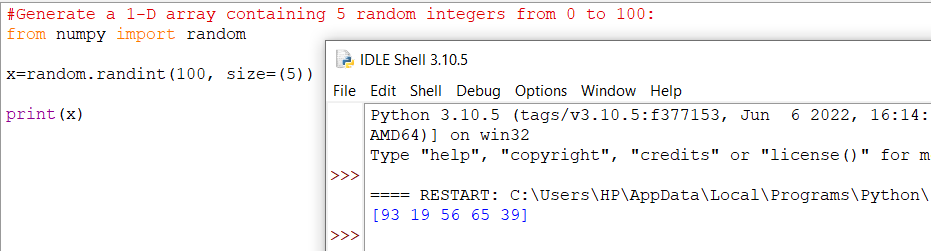 #Generate a 1-D array containing 5 random integers from 0 to 100:
from numpy import random
x=random.randint(100, size=(5))
print(x)
IDLE Shell 3.10.5
File Edit Shell Debug Options Window Help
Python 3.10.5 (tags/v3.10.5:f377153, Jun  6 2022, 16:14:
AMD64)] on win32
Type "help", "copyright", "credits" or "license()" for m
>>>
==== RESTART: C:\Users\HP\AppData\Local\Programs\Python\
[93 19 56 65 39]
>>>